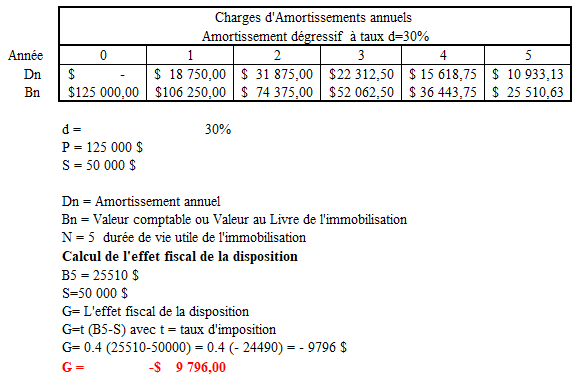 Charges d'Amortissements annuels
Amortissement dégressif à taux d=30%
Année 0 1 2 3 4 5
Dn $ - $ 18 750,00 $ 31 875,00 $22 312,50 $ 15 618,75 $ 10 933,13
Bn $125 000,00 $106 250,00 $ 74 375,00 $52 062,50 $ 36 443,75 $ 25 510,63
d = 30%
P = 125 000 $
S = 50 000 $
Dn = Amortissement annuel
Bn = Valeur comptable ou Valeur au Livre de l'immobilisation
N = 5 durée de vie utile de l'immobilisation
Calcul de l'effet fiscal de la disposition
B5 = 25510 $
S=50 000 $
G= L'effet fiscal de la disposition
G=t (B5-S) avec t = taux d'imposition
G= 0.4 (25510-50000) = 0.4 (- 24490) = - 9796 $
G = -$ 9 796,00